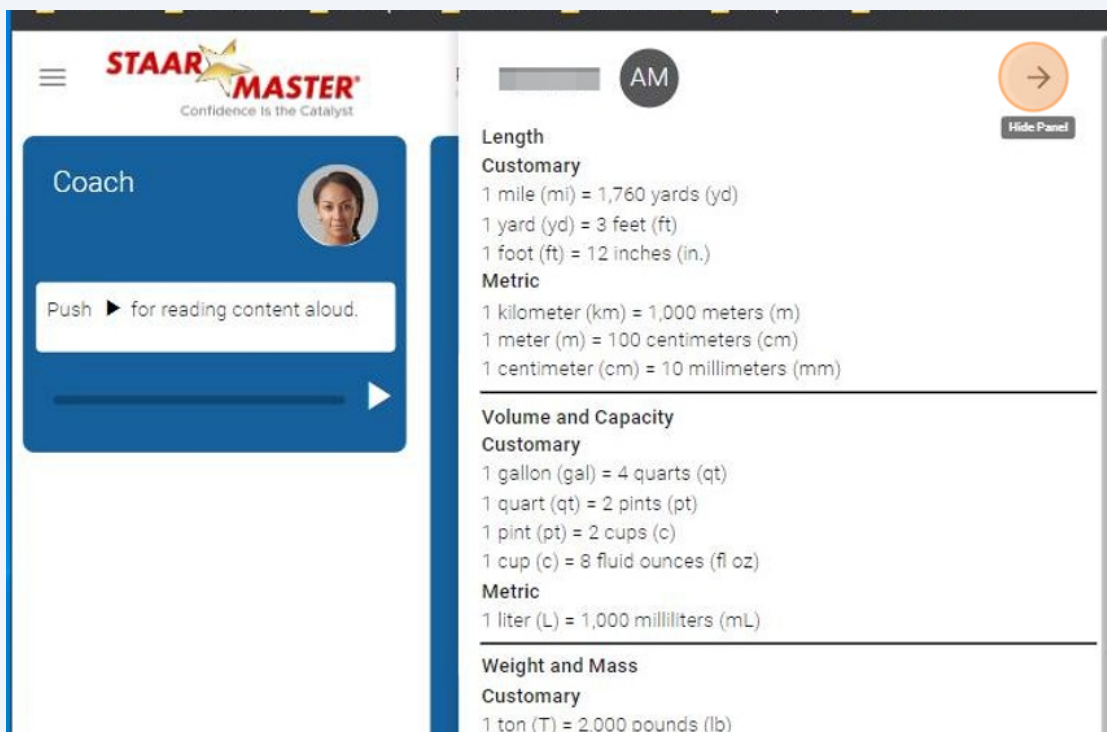 STAAR
MASTER®
Confidence Is the Catalyst
Coach
Push ▶ for reading content aloud.
AM
Hide Panel
Length
Customary
1 mile (mi) = 1,760 yards (yd)
1 yard (yd) = 3 feet (ft)
1 foot (ft) = 12 inches (in.)
Metric
1 kilometer (km) = 1,000 meters (m)
1 meter (m) = 100 centimeters (cm)
1 centimeter (cm) = 10 millimeters (mm)
Volume and Capacity
Customary
1 gallon (gal) = 4 quarts (qt)
1 quart (qt) = 2 pints (pt)
1 pint (pt) = 2 cups (c)
1 cup (c) = 8 fluid ounces (fl oz)
Metric
1 liter (L) = 1,000 milliliters (mL)
Weight and Mass
Customary
1 ton (T) = 2,000 pounds (lb)